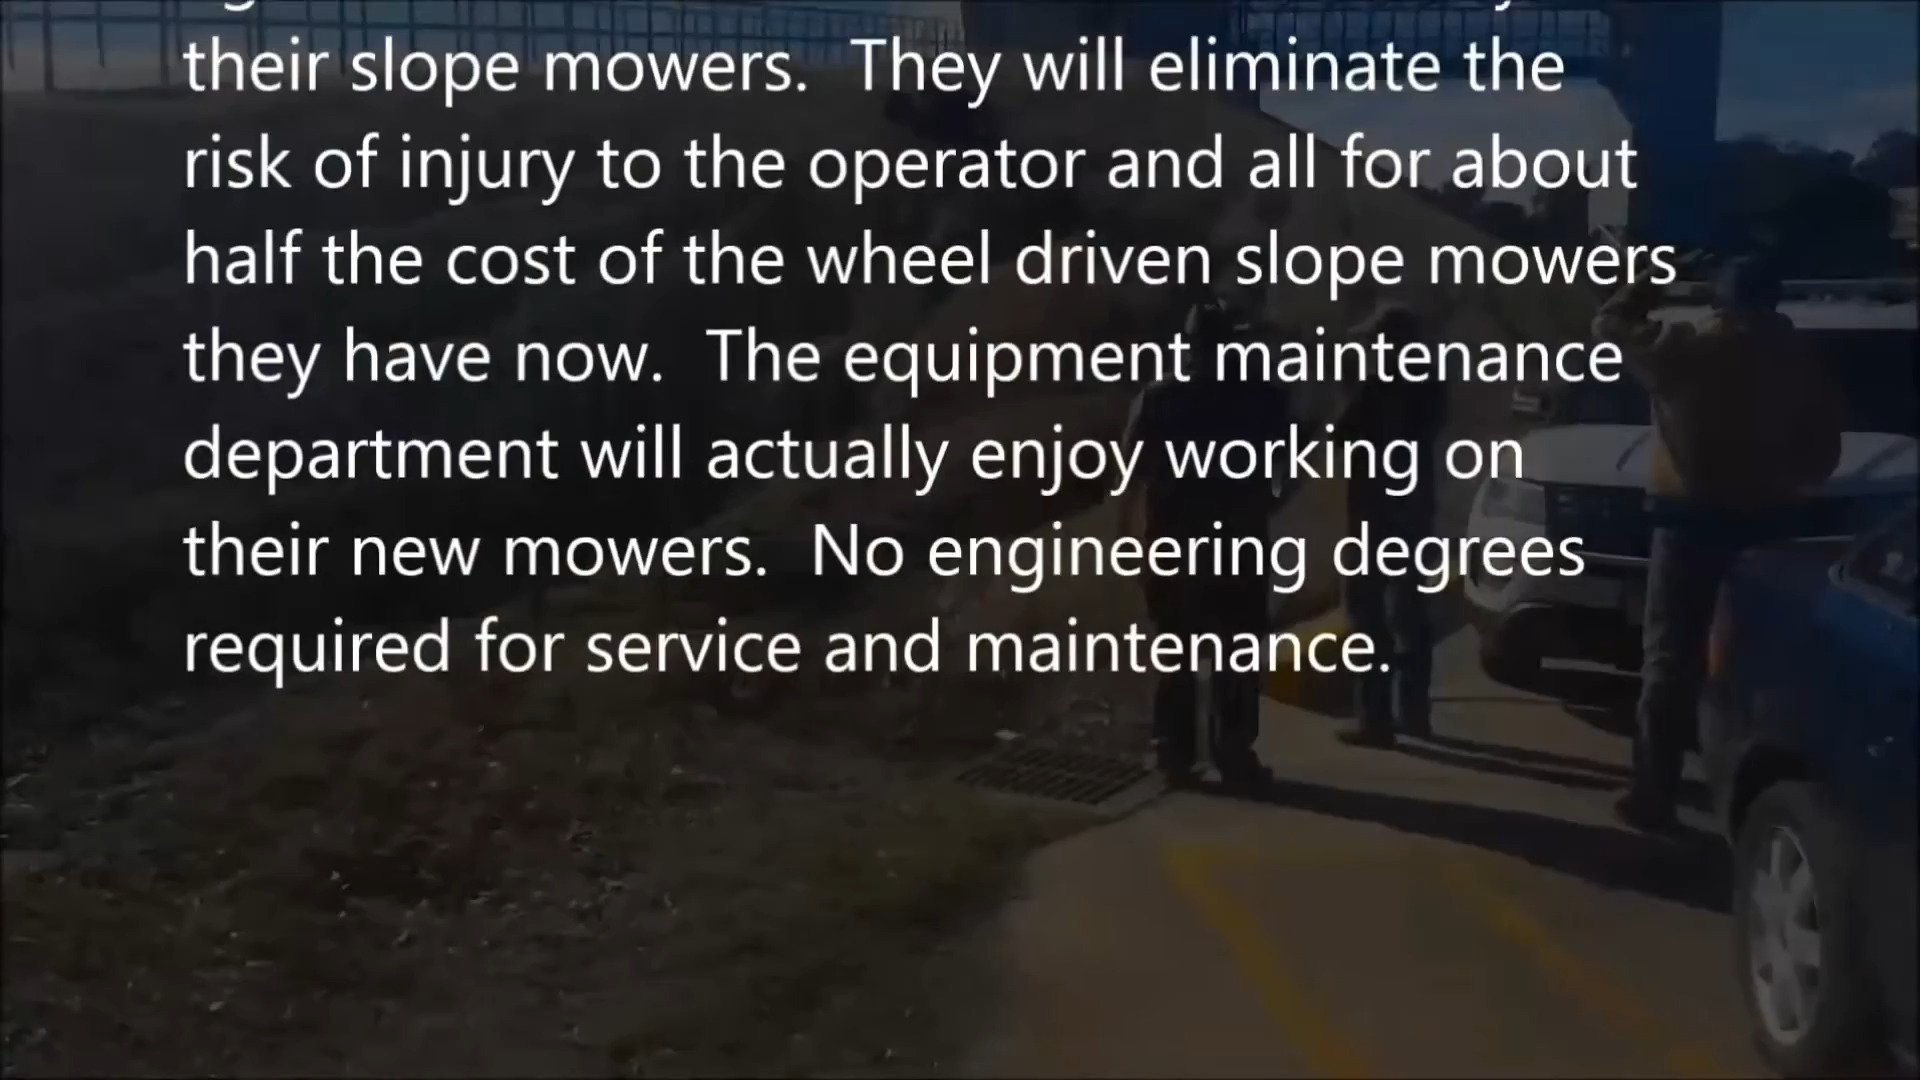 their slope mowers. They will eliminate the
risk of injury to the operator and all for about
half the cost of the wheel driven slope mowers
they have now. The equipment maintenance
department will actually enjoy working on
their new mowers. No engineering degrees
required for service and maintenance.